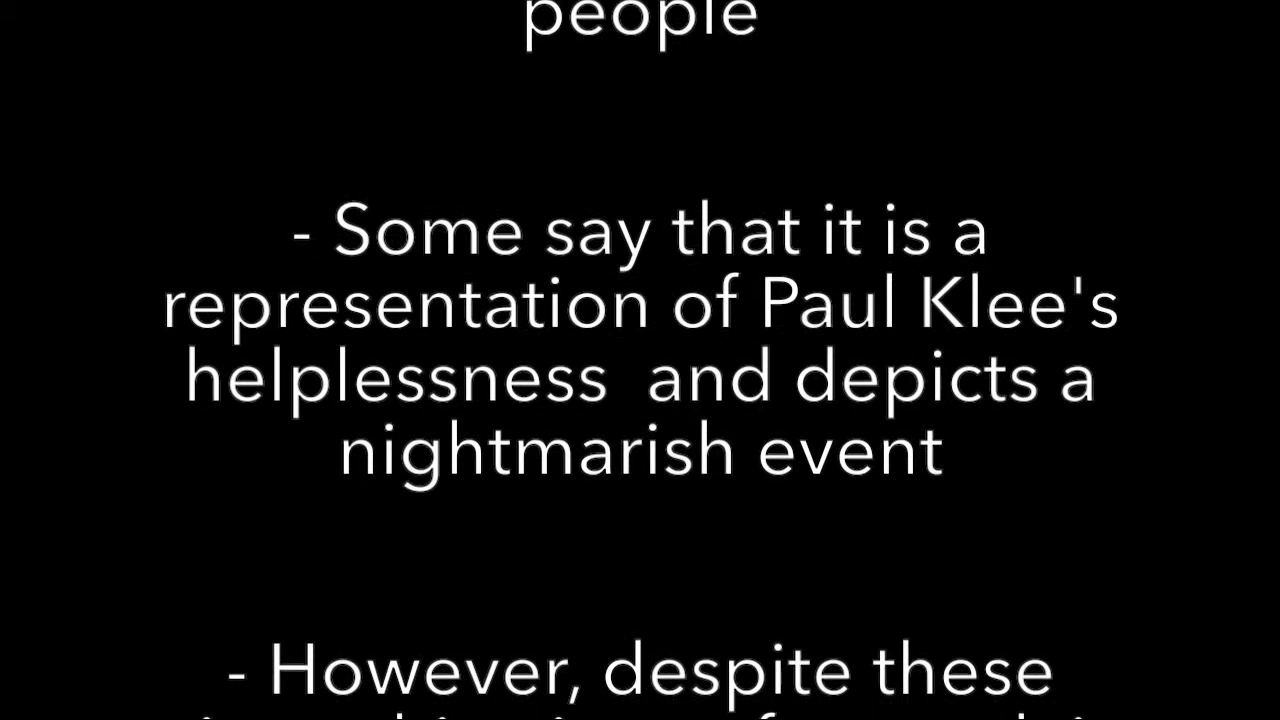 people
- Some say that it is a
representation of Paul Klee's
helplessness  and depicts a
nightmarish event
- However, despite these